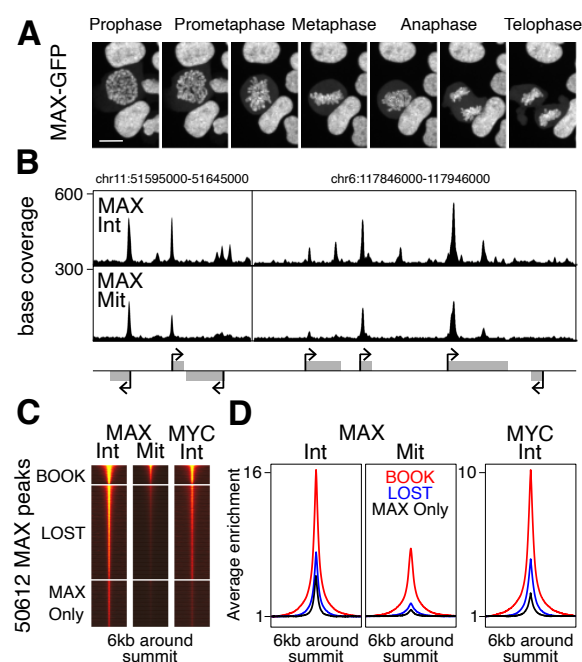 A
Prophase Prometaphase Metaphase Anaphase Telophase
MAX-GFP
B
chr11:51595000-51645000 chr6:117846000-117946000
base coverage
600
MAX
Int
300
MAX
Mit
C
MAX MYC
Int Mit Int
50612 MAX peaks
BOOK
LOST
MAX
Only
6kb around
summit
D
MAX MYC
Int Mit Int
Average enrichment
16 10
BOOK
LOST
MAX Only
1 1
6kb around 6kb around 6kb around
summit summit summit